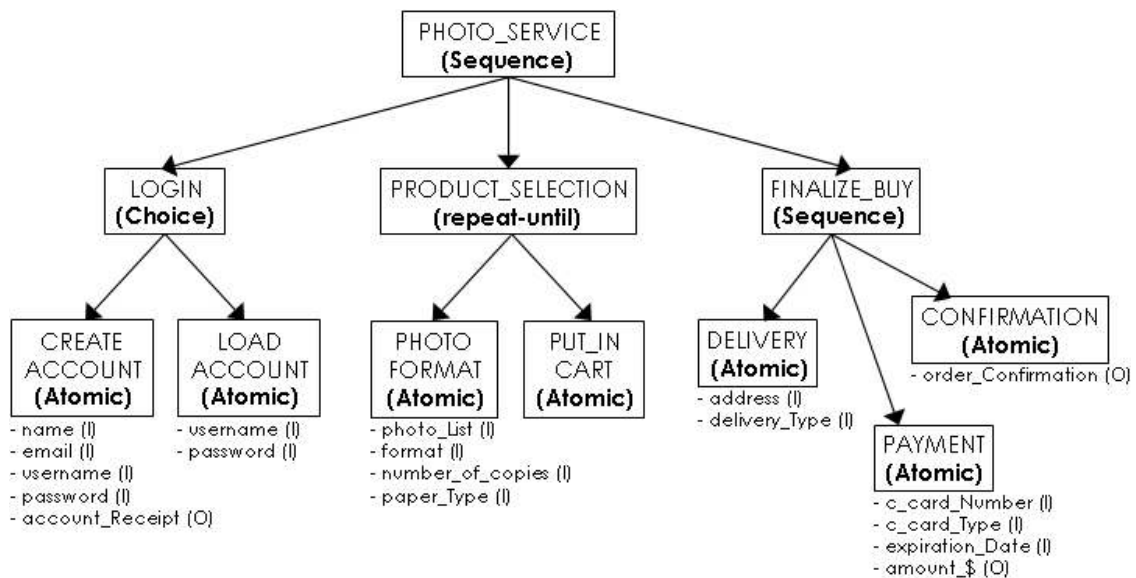 PHOTO_SERVICE
(Sequence)
LOGIN
(Choice)
PRODUCT_SELECTION
(repeat-until)
FINALIZE_BUY
(Sequence)
CREATE
ACCOUNT
(Atomic)
- name (I)
- email (I)
- username (I)
- password (I)
- account_Receipt (O)
LOAD
ACCOUNT
(Atomic)
- username (I)
- password (I)
PHOTO
FORMAT
(Atomic)
- photo_List (I)
- format (I)
- number_of_copies (I)
- paper_Type (I)
PUT_IN
CART
(Atomic)
DELIVERY
(Atomic)
- address (I)
- delivery_Type (I)
CONFIRMATION
(Atomic)
- order_Confirmation (O)
PAYMENT
(Atomic)
- c_card_Number (I)
- c_card_Type (I)
- expiration_Date (I)
- amount_$ (O)